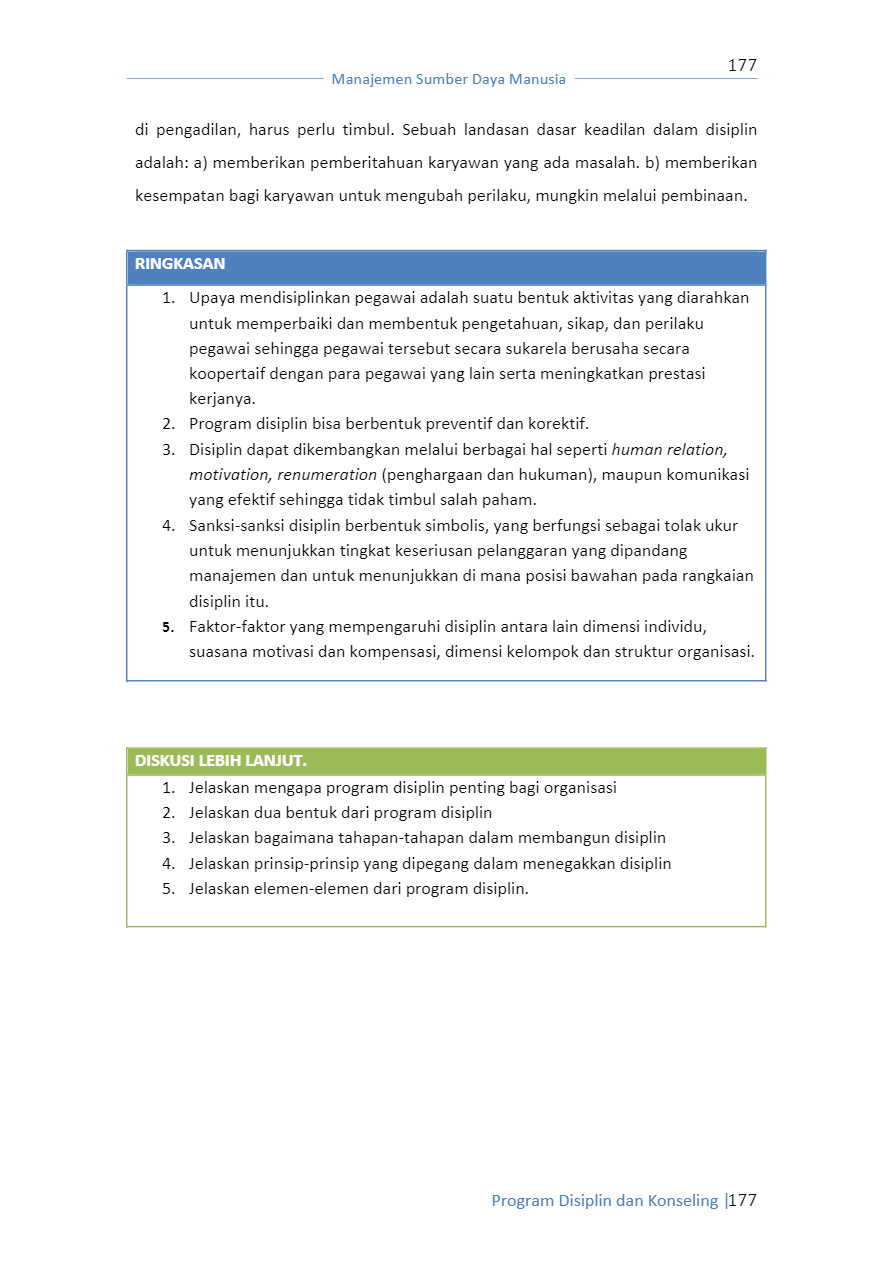 177
Manajemen Sumber Daya Manusia
di pengadilan, harus perlu timbul. Sebuah landasan dasar keadilan dalam disiplin
adalah: a) memberikan pemberitahuan karyawan yang ada masalah. b) memberikan
kesempatan bagi karyawan untuk mengubah perilaku, mungkin melalui pembinaan.
RINGKASAN
1. Upaya mendisiplinkan pegawai adalah suatu bentuk aktivitas yang diarahkan
untuk memperbaiki dan membentuk pengetahuan, sikap, dan perilaku
pegawai sehingga pegawai tersebut secara sukarela berusaha secara
koopertaif dengan para pegawai yang lain serta meningkatkan prestasi
kerjanya.
2. Program disiplin bisa berbentuk preventif dan korektif.
3. Disiplin dapat dikembangkan melalui berbagai hal seperti human relation,
motivation, renumeration (penghargaan dan hukuman), maupun komunikasi
yang efektif sehingga tidak timbul salah paham.
4. Sanksi-sanksi disiplin berbentuk simbolis, yang berfungsi sebagai tolak ukur
untuk menunjukkan tingkat keseriusan pelanggaran yang dipandang
manajemen dan untuk menunjukkan di mana posisi bawahan pada rangkaian
disiplin itu.
5. Faktor-faktor yang mempengaruhi disiplin antara lain dimensi individu,
suasana motivasi dan kompensasi, dimensi kelompok dan struktur organisasi.
DISKUSI LEBIH LANJUT.
1. Jelaskan mengapa program disiplin penting bagi organisasi
2. Jelaskan dua bentuk dari program disiplin
3. Jelaskan bagaimana tahapan-tahapan dalam membangun disiplin
4. Jelaskan prinsip-prinsip yang dipegang dalam menegakkan disiplin
5. Jelaskan elemen-elemen dari program disiplin.
Program Disiplin dan Konseling |177